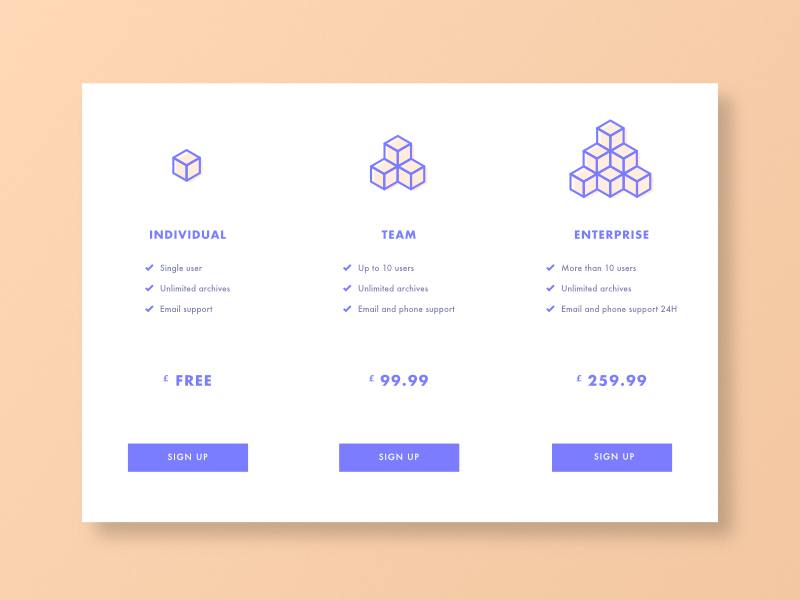 INDIVIDUAL
Single user
Unlimited archives
Email support
£ FREE
SIGN UP
TEAM
Up to 10 users
Unlimited archives
Email and phone support
£ 99.99
SIGN UP
ENTERPRISE
More than 10 users
Unlimited archives
Email and phone support 24H
£ 259.99
SIGN UP